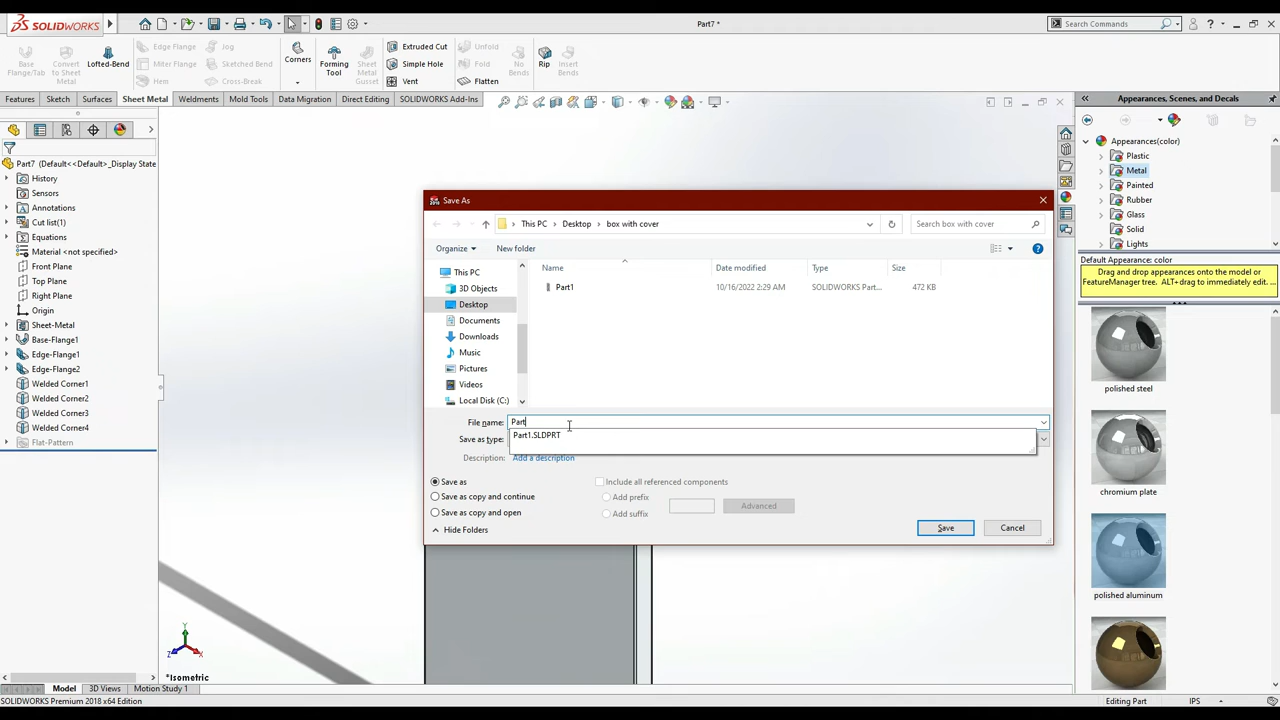 SOLIDWORKS
Part7 *
Search Commands
Base Flange/Tab
Convert to Sheet Metal
Lofted-Bend
Edge Flange
Miter Flange
Hem
Jog
Sketched Bend
Cross-Break
Corners
Forming Tool
Sheet Metal Gusset
Extruded Cut
Simple Hole
Vent
Unfold
Fold
Flatten
No Bends
Rip
Insert Bends
Features
Sketch
Surfaces
Sheet Metal
Weldments
Mold Tools
Data Migration
Direct Editing
SOLIDWORKS Add-Ins
Part7 (Default<<Default>_Display State
History
Sensors
Annotations
Cut list(1)
Equations
Material <not specified>
Front Plane
Top Plane
Right Plane
Origin
Sheet-Metal
Base-Flange1
Edge-Flange1
Edge-Flange2
Welded Corner1
Welded Corner2
Welded Corner3
Welded Corner4
Flat-Pattern
Save As
This PC > Desktop > box with cover
Search box with cover
Organize
New folder
This PC
3D Objects
Desktop
Documents
Downloads
Music
Pictures
Videos
Local Disk (C:)
Name Date modified Type Size
Part1 10/16/2022 2:29 AM SOLIDWORKS Part... 472 KB
File name: Part
Part1.SLDPRT
Save as type:
Description: Add a description
Save as
Save as copy and continue
Save as copy and open
Include all referenced components
Add prefix
Add suffix
Advanced
Hide Folders
Save
Cancel
Appearances, Scenes, and Decals
Appearances(color)
Plastic
Metal
Painted
Rubber
Glass
Solid
Lights
Default Appearance: color
Drag and drop appearances onto the model or
FeatureManager tree. ALT+drag to immediately edit. ...
polished steel
chromium plate
polished aluminum
Y
Z
X
*Isometric
Model
3D Views
Motion Study 1
SOLIDWORKS Premium 2018 x64 Edition
Editing Part
IPS